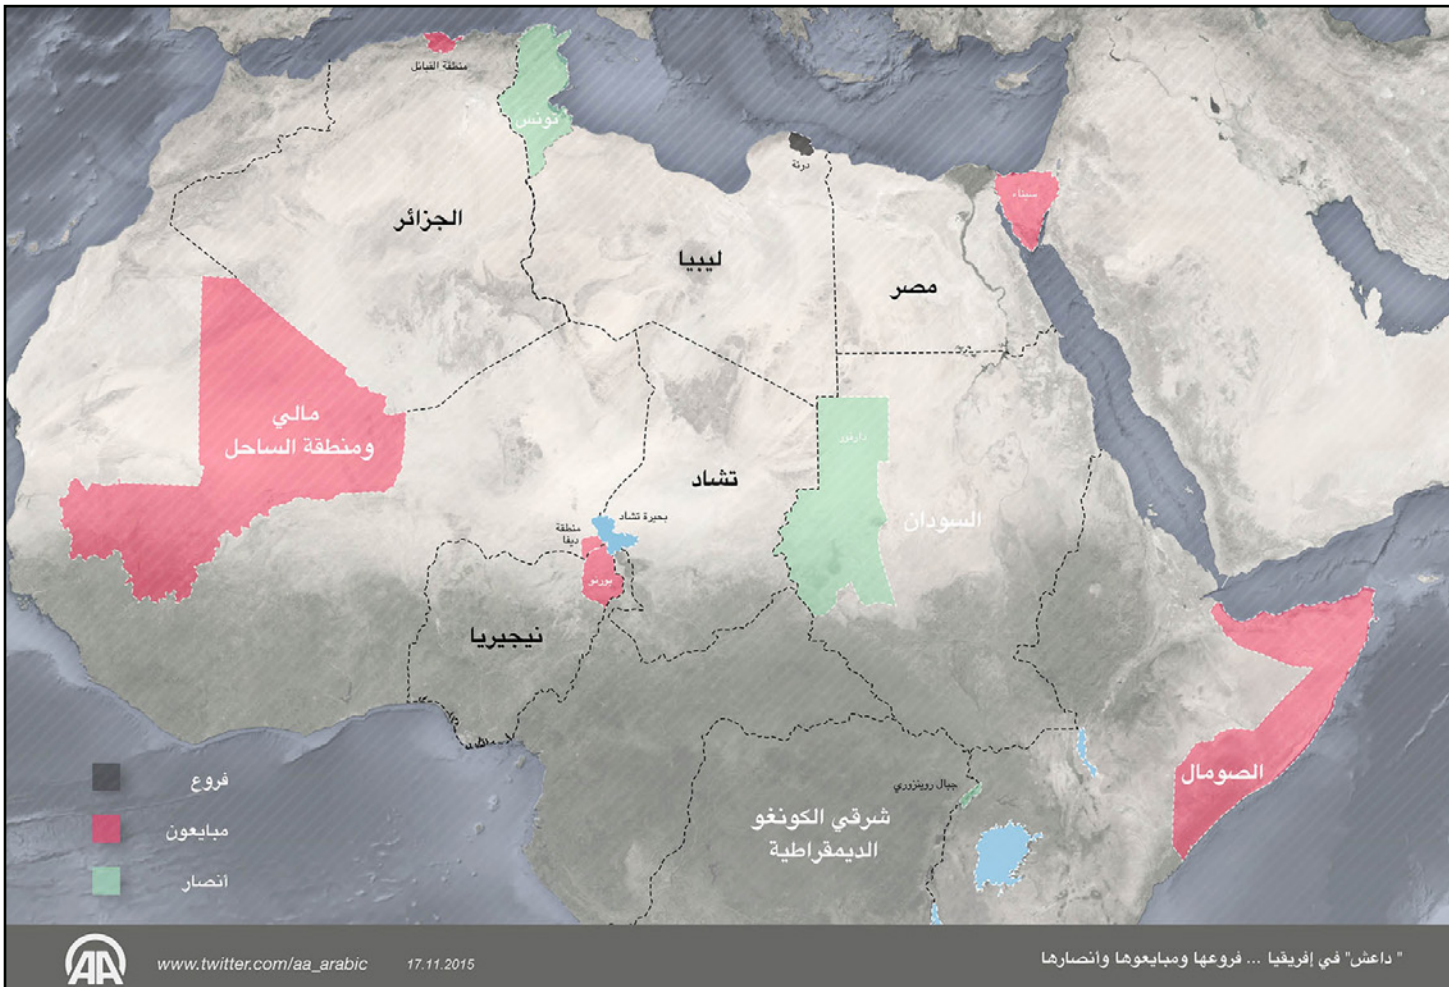 منطقة القبائل
تونس
درنة
سيناء
الجزائر
ليبيا
مصر
مالي
ومنطقة الساحل
دارفور
تشاد
السودان
بحيرة تشاد
منطقة
ديفا
بورنو
نيجيريا
الصومال
جبال روينزوري
شرقي الكونغو
الديمقراطية
فروع
مبايعون
أنصار
AA
www.twitter.com/aa_arabic
17.11.2015
" داعش" في إفريقيا ... فروعها ومبايعوها وأنصارها